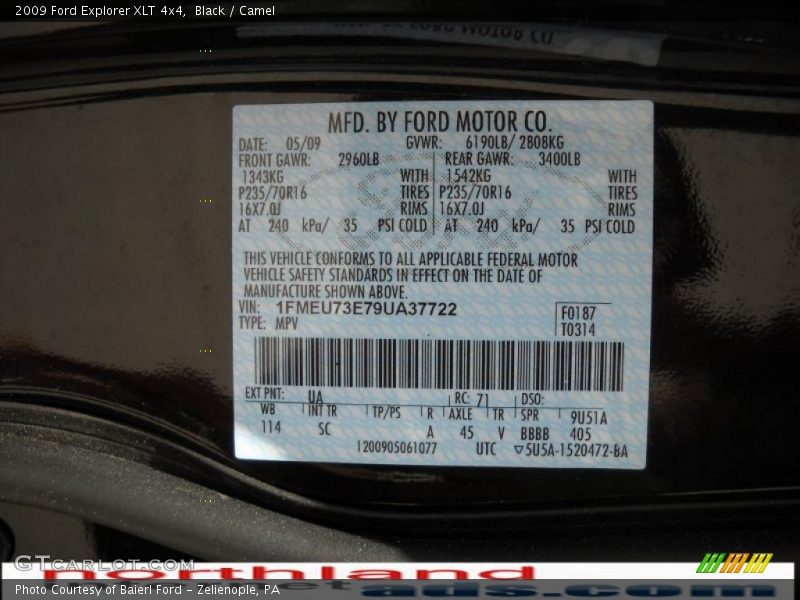 2009 Ford Explorer XLT 4x4, Black / Camel
MFD. BY FORD MOTOR CO.
DATE: 05/09 GVWR: 6190LB/ 2808KG
FRONT GAWR: 2960LB REAR GAWR: 3400LB
1343KG WITH 1542KG WITH
P235/70R16 TIRES P235/70R16 TIRES
16X7.0J RIMS 16X7.0J RIMS
AT 240 kPa/ 35 PSI COLD AT 240 kPa/ 35 PSI COLD
THIS VEHICLE CONFORMS TO ALL APPLICABLE FEDERAL MOTOR
VEHICLE SAFETY STANDARDS IN EFFECT ON THE DATE OF
MANUFACTURE SHOWN ABOVE.
VIN: 1FMEU73E79UA37722
TYPE: MPV
F0187
T0314
EXT PNT: UA RC: 71 DSO:
WB INT TR TP/PS R AXLE TR SPR 9U51A
114 SC A 45 V BBBB 405
1200905061077 UTC ▽5U5A-1520472-BA
GTCarLot.com
northland
ads.com
Photo Courtesy of Baierl Ford - Zelienople, PA